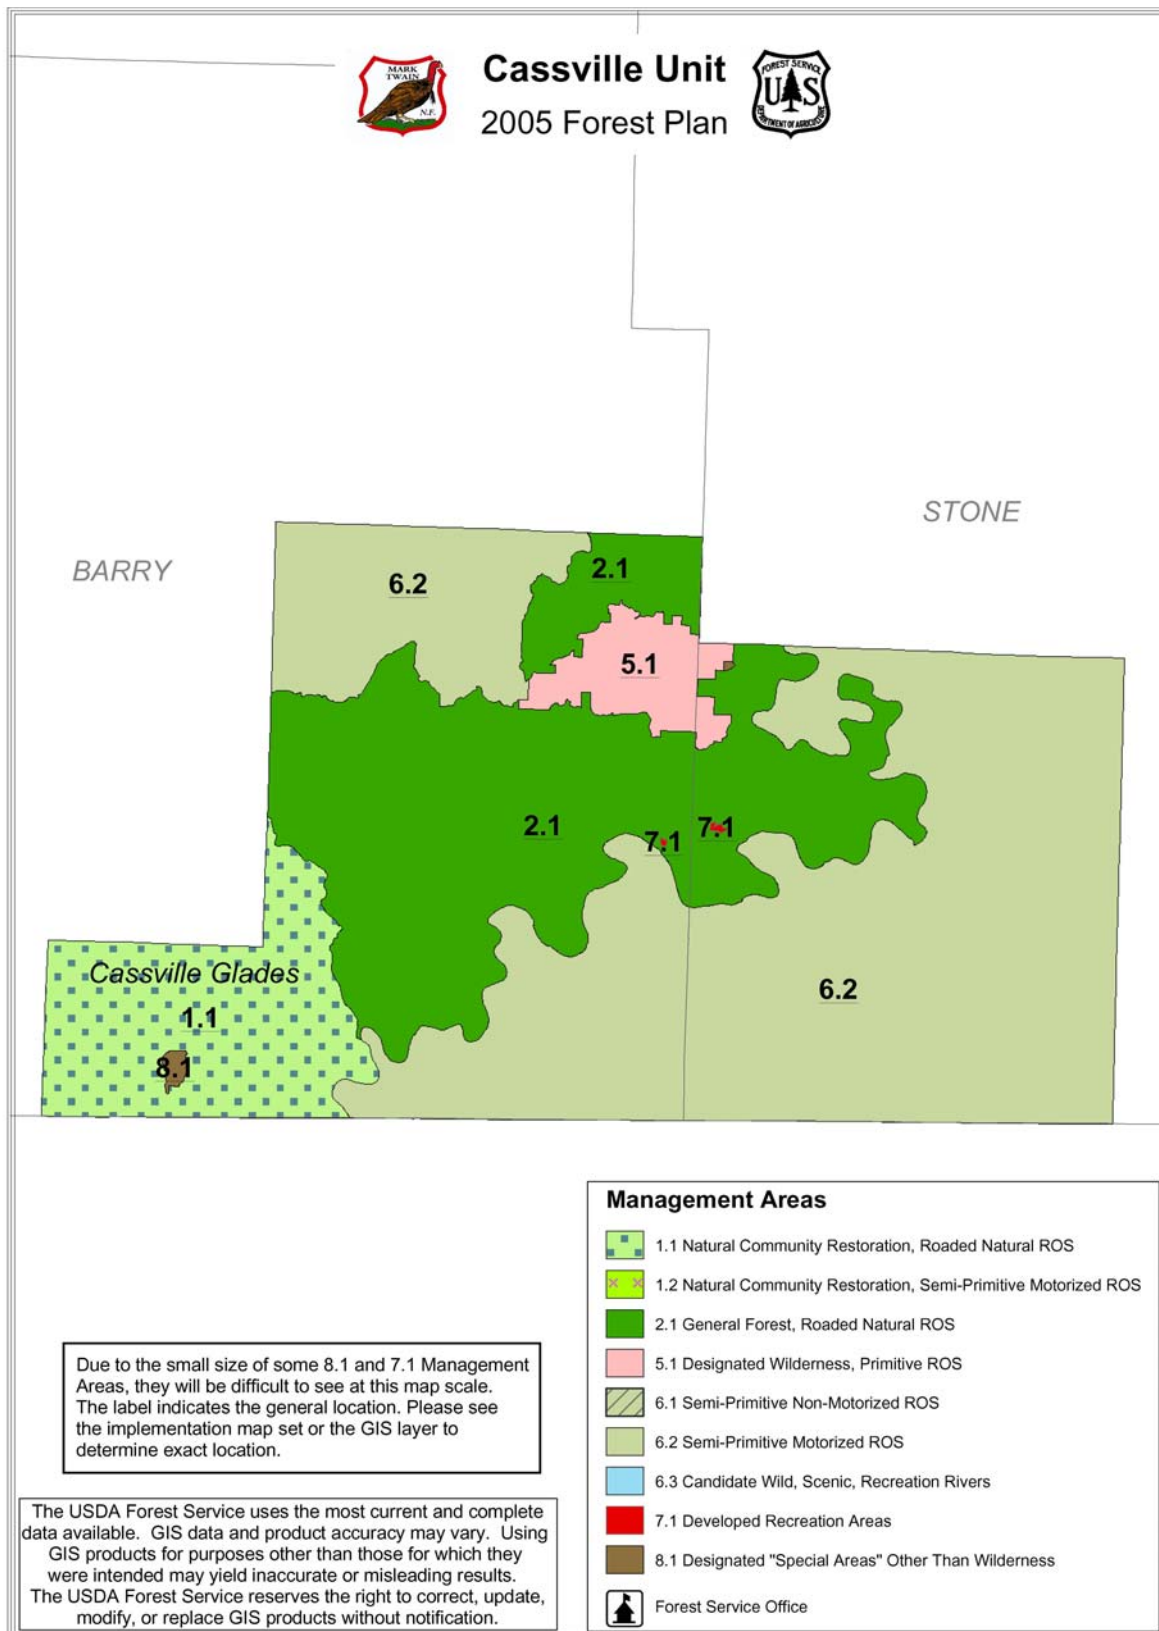 MARK
TWAIN
N.F.
Cassville Unit
2005 Forest Plan
FOREST SERVICE
U S
DEPARTMENT OF AGRICULTURE
STONE
BARRY
6.2
2.1
5.1
2.1
7.1
7.1
Cassville Glades
1.1
8.1
6.2
Management Areas
1.1 Natural Community Restoration, Roaded Natural ROS
1.2 Natural Community Restoration, Semi-Primitive Motorized ROS
2.1 General Forest, Roaded Natural ROS
5.1 Designated Wilderness, Primitive ROS
6.1 Semi-Primitive Non-Motorized ROS
6.2 Semi-Primitive Motorized ROS
6.3 Candidate Wild, Scenic, Recreation Rivers
7.1 Developed Recreation Areas
8.1 Designated "Special Areas" Other Than Wilderness
Forest Service Office
Due to the small size of some 8.1 and 7.1 Management
Areas, they will be difficult to see at this map scale.
The label indicates the general location. Please see
the implementation map set or the GIS layer to
determine exact location.
The USDA Forest Service uses the most current and complete
data available. GIS data and product accuracy may vary. Using
GIS products for purposes other than those for which they
were intended may yield inaccurate or misleading results.
The USDA Forest Service reserves the right to correct, update,
modify, or replace GIS products without notification.